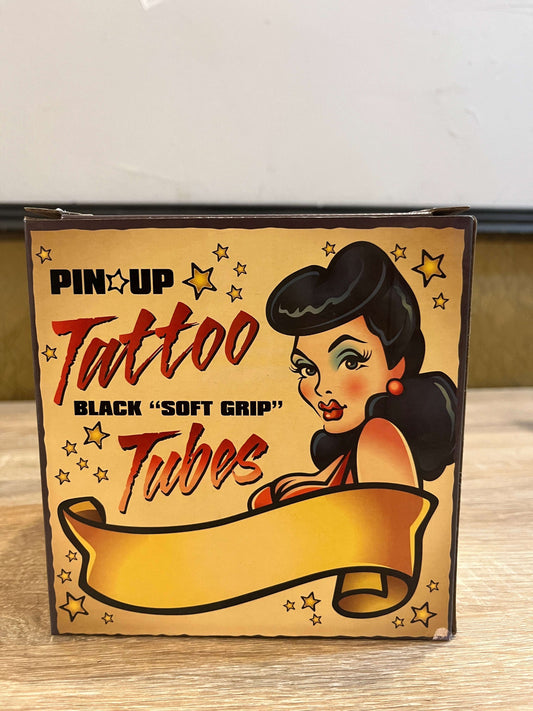 PIN☆UP
Tattoo
BLACK "SOFT GRIP"
Tubes